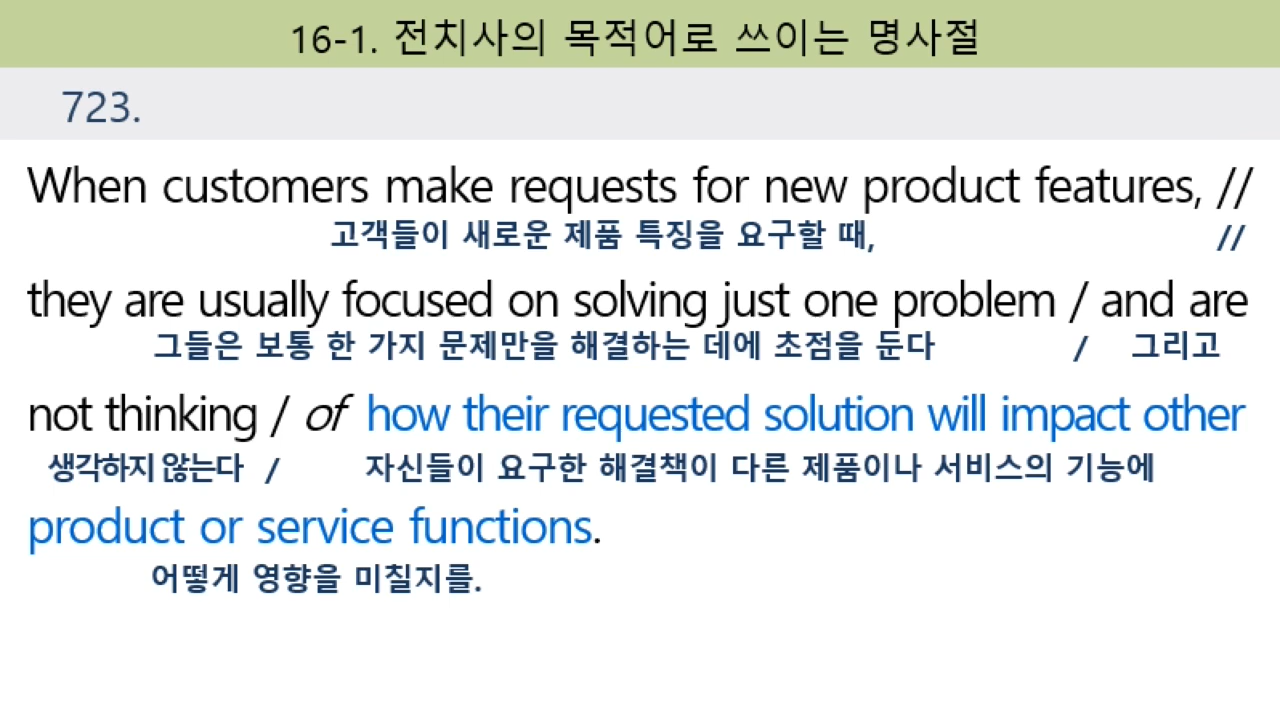 16-1. 전치사의 목적어로 쓰이는 명사절
723.
When customers make requests for new product features, //
고객들이 새로운 제품 특징을 요구할 때, //
they are usually focused on solving just one problem / and are
그들은 보통 한 가지 문제만을 해결하는 데에 초점을 둔다 / 그리고
not thinking / of how their requested solution will impact other
생각하지 않는다 / 자신들이 요구한 해결책이 다른 제품이나 서비스의 기능에
product or service functions.
어떻게 영향을 미칠지를.